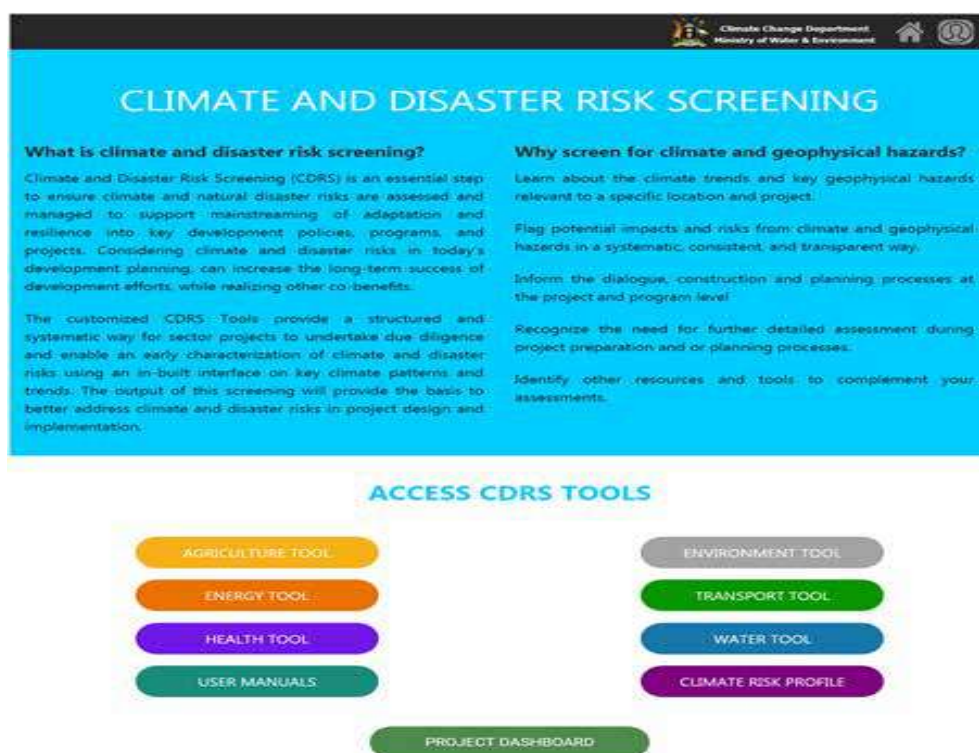 Climate Change Department
Ministry of Water & Environment
CLIMATE AND DISASTER RISK SCREENING
What is climate and disaster risk screening?
Climate and Disaster Risk Screening (CDRS) is an essential step
to ensure climate and natural disaster risks are assessed and
managed to support mainstreaming of adaptation and
resilience into key development policies, programs, and
projects. Considering climate and disaster risks in today's
development planning, can increase the long-term success of
development efforts, while realizing other co-benefits.
The customized CDRS Tools provide a structured and
systematic way for sector projects to undertake due diligence
and enable an early characterization of climate and disaster
risks using an in-built interface on key climate patterns and
trends. The output of this screening will provide the basis to
better address climate and disaster risks in project design and
implementation.
Why screen for climate and geophysical hazards?
Learn about the climate trends and key geophysical hazards
relevant to a specific location and project.
Flag potential impacts and risks from climate and geophysical
hazards in a systematic, consistent, and transparent way.
Inform the dialogue, construction and planning processes at
the project and program level
Recognize the need for further detailed assessment during
project preparation and or planning processes.
Identify other resources and tools to complement your
assessments.
ACCESS CDRS TOOLS
AGRICULTURE TOOL
ENVIRONMENT TOOL
ENERGY TOOL
TRANSPORT TOOL
HEALTH TOOL
WATER TOOL
USER MANUALS
CLIMATE RISK PROFILE
PROJECT DASHBOARD